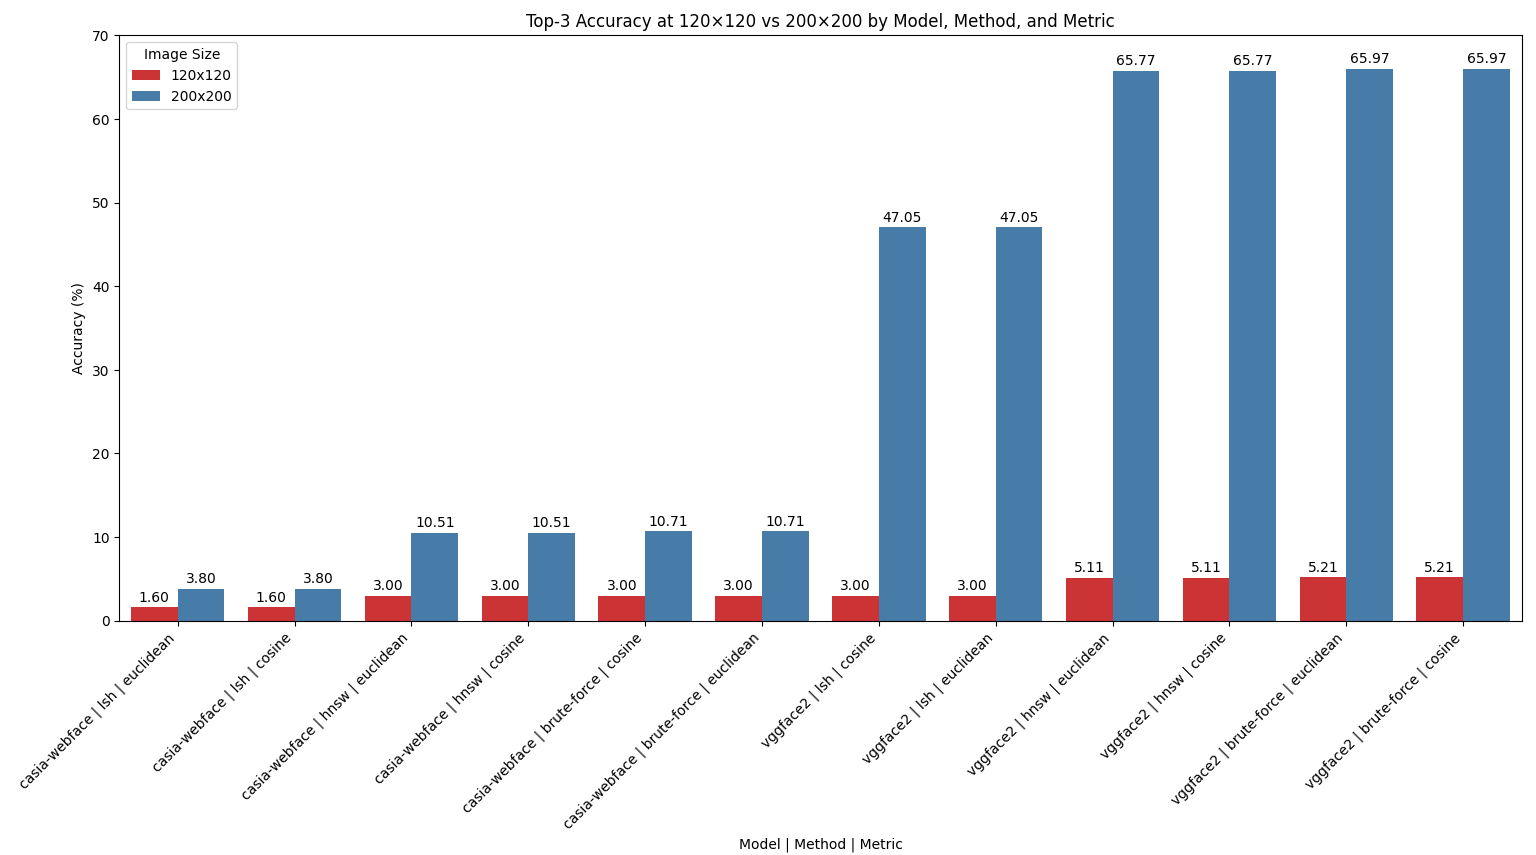 Top-3 Accuracy at 120×120 vs 200×200 by Model, Method, and Metric
Image Size
120x120
200x200
Accuracy (%)
70
60
50
40
30
20
10
0
1.60
3.80
1.60
3.80
3.00
10.51
3.00
10.51
3.00
10.71
3.00
10.71
3.00
47.05
3.00
47.05
5.11
65.77
5.11
65.77
5.21
65.97
5.21
65.97
casia-webface | lsh | euclidean
casia-webface | lsh | cosine
casia-webface | hnsw | euclidean
casia-webface | hnsw | cosine
casia-webface | brute-force | cosine
casia-webface | brute-force | euclidean
vggface2 | lsh | cosine
vggface2 | lsh | euclidean
vggface2 | hnsw | euclidean
vggface2 | hnsw | cosine
vggface2 | brute-force | euclidean
vggface2 | brute-force | cosine
Model | Method | Metric